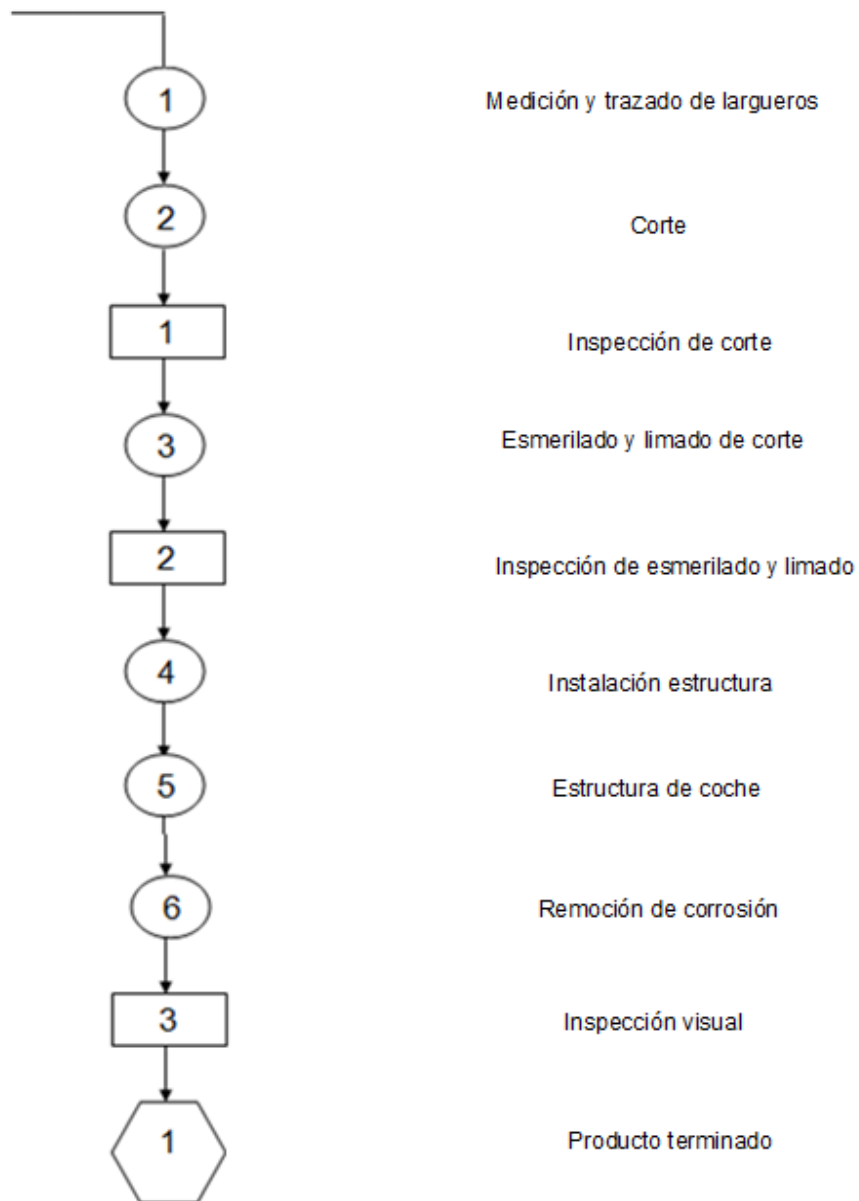 1 Medición y trazado de largueros
2 Corte
1 Inspección de corte
3 Esmerilado y limado de corte
2 Inspección de esmerilado y limado
4 Instalación estructura
5 Estructura de coche
6 Remoción de corrosión
3 Inspección visual
1 Producto terminado